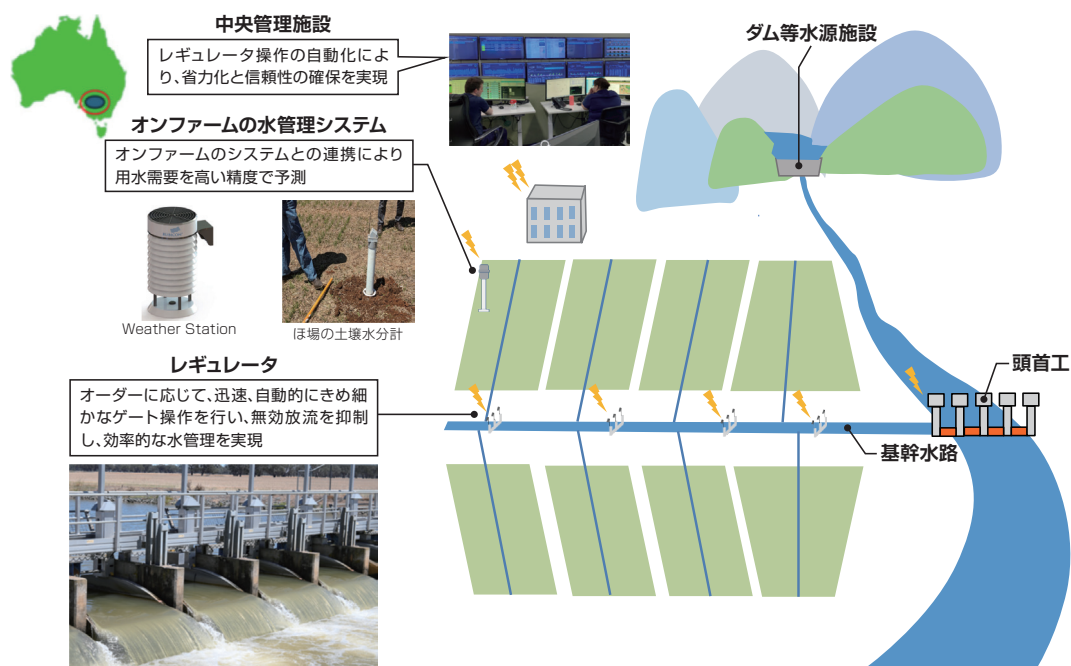 中央管理施設
レギュレータ操作の自動化によ
り、省力化と信頼性の確保を実現
ダム等水源施設
オンファームの水管理システム
オンファームのシステムとの連携により
用水需要を高い精度で予測
Weather Station
ほ場の土壌水分計
レギュレータ
オーダーに応じて、迅速、自動的にきめ細
かなゲート操作を行い、無効放流を抑制
し、効率的な水管理を実現
頭首工
基幹水路